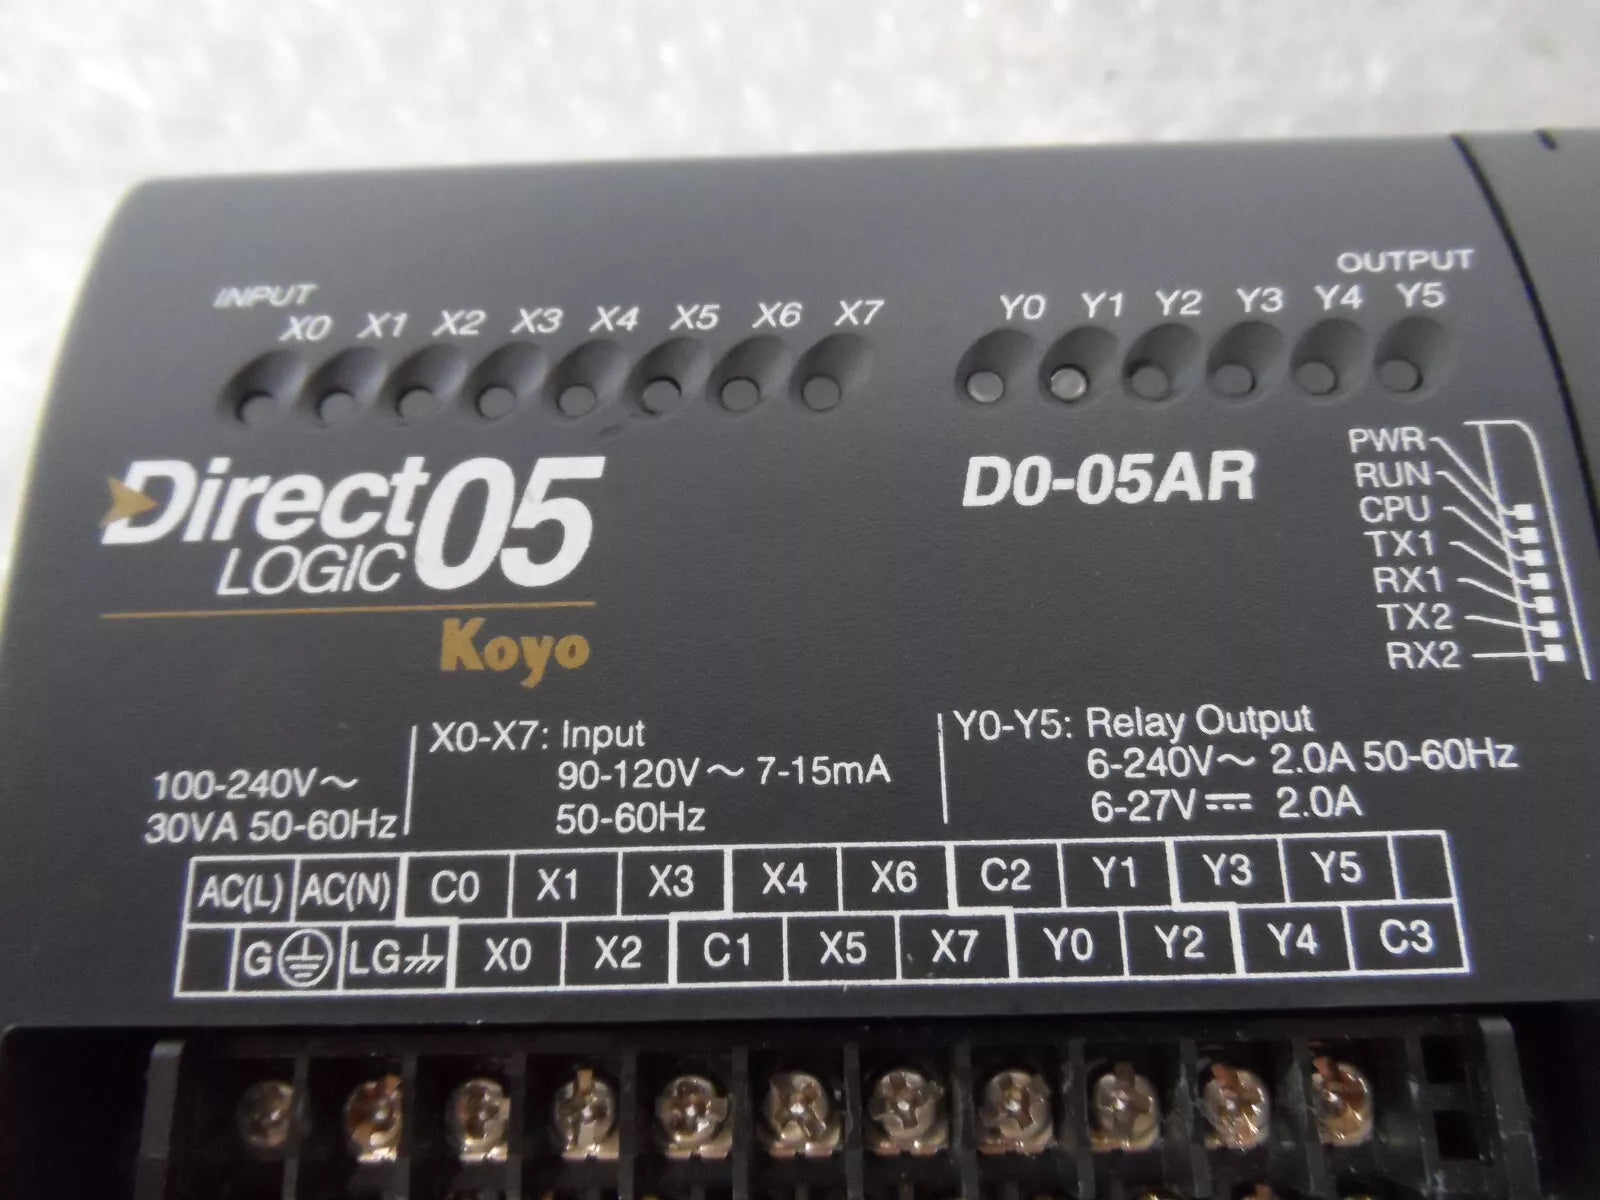 INPUT
X0 X1 X2 X3 X4 X5 X6 X7
OUTPUT
Y0 Y1 Y2 Y3 Y4 Y5
Direct
LOGIC
05
Koyo
D0-05AR
PWR
RUN
CPU
TX1
RX1
TX2
RX2
100-240V~
30VA 50-60Hz
X0-X7: Input
90-120V~ 7-15mA
50-60Hz
Y0-Y5: Relay Output
6-240V~ 2.0A 50-60Hz
6-27V⎓ 2.0A
AC(L) AC(N) C0 X1 X3 X4 X6 C2 Y1 Y3 Y5
G LG X0 X2 C1 X5 X7 Y0 Y2 Y4 C3